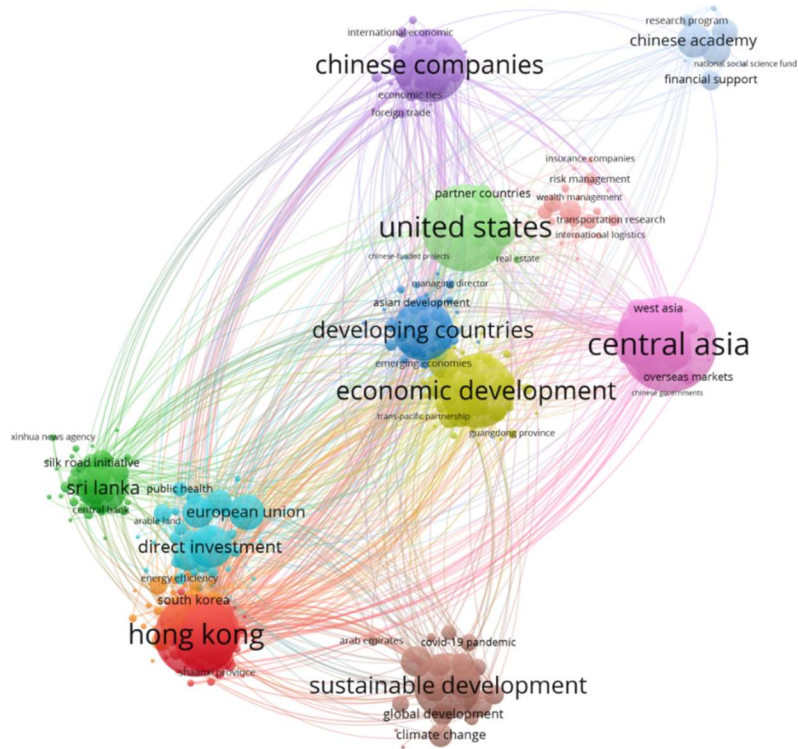 research program
international economic
chinese academy
chinese companies
national social science fund
financial support
economic ties
foreign trade
insurance companies
risk management
partner countries
wealth management
transportation research
united states
international logistics
chinese-funded projects
real estate
managing director
asian development
west asia
developing countries
central asia
emerging economies
overseas markets
economic development
chinese governments
trans-pacific partnership
guangdong province
xinhua news agency
silk road initiative
sri lanka
public health
central bank
european union
arable land
direct investment
energy efficiency
south korea
hong kong
arab emirates
covid-19 pandemic
shaanxi province
sustainable development
global development
climate change